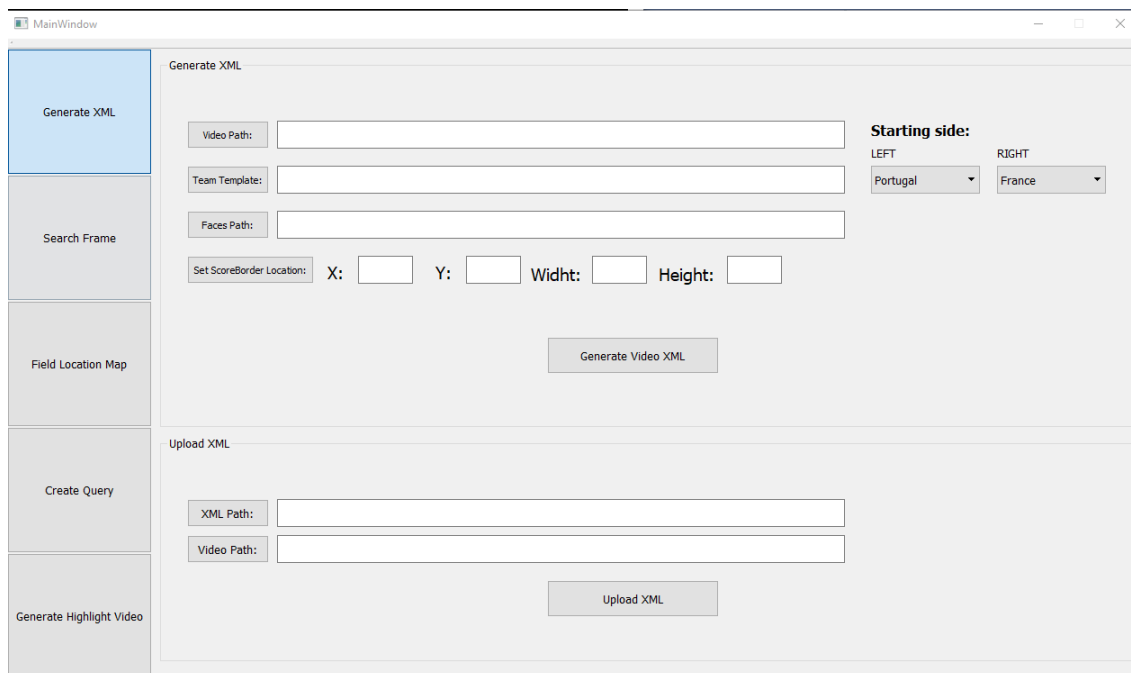 MainWindow
Generate XML
Search Frame
Field Location Map
Create Query
Generate Highlight Video
Generate XML
Video Path:
Team Template:
Faces Path:
Set ScoreBorder Location: X: Y: Widht: Height:
Starting side:
LEFT RIGHT
Portugal France
Generate Video XML
Upload XML
XML Path:
Video Path:
Upload XML